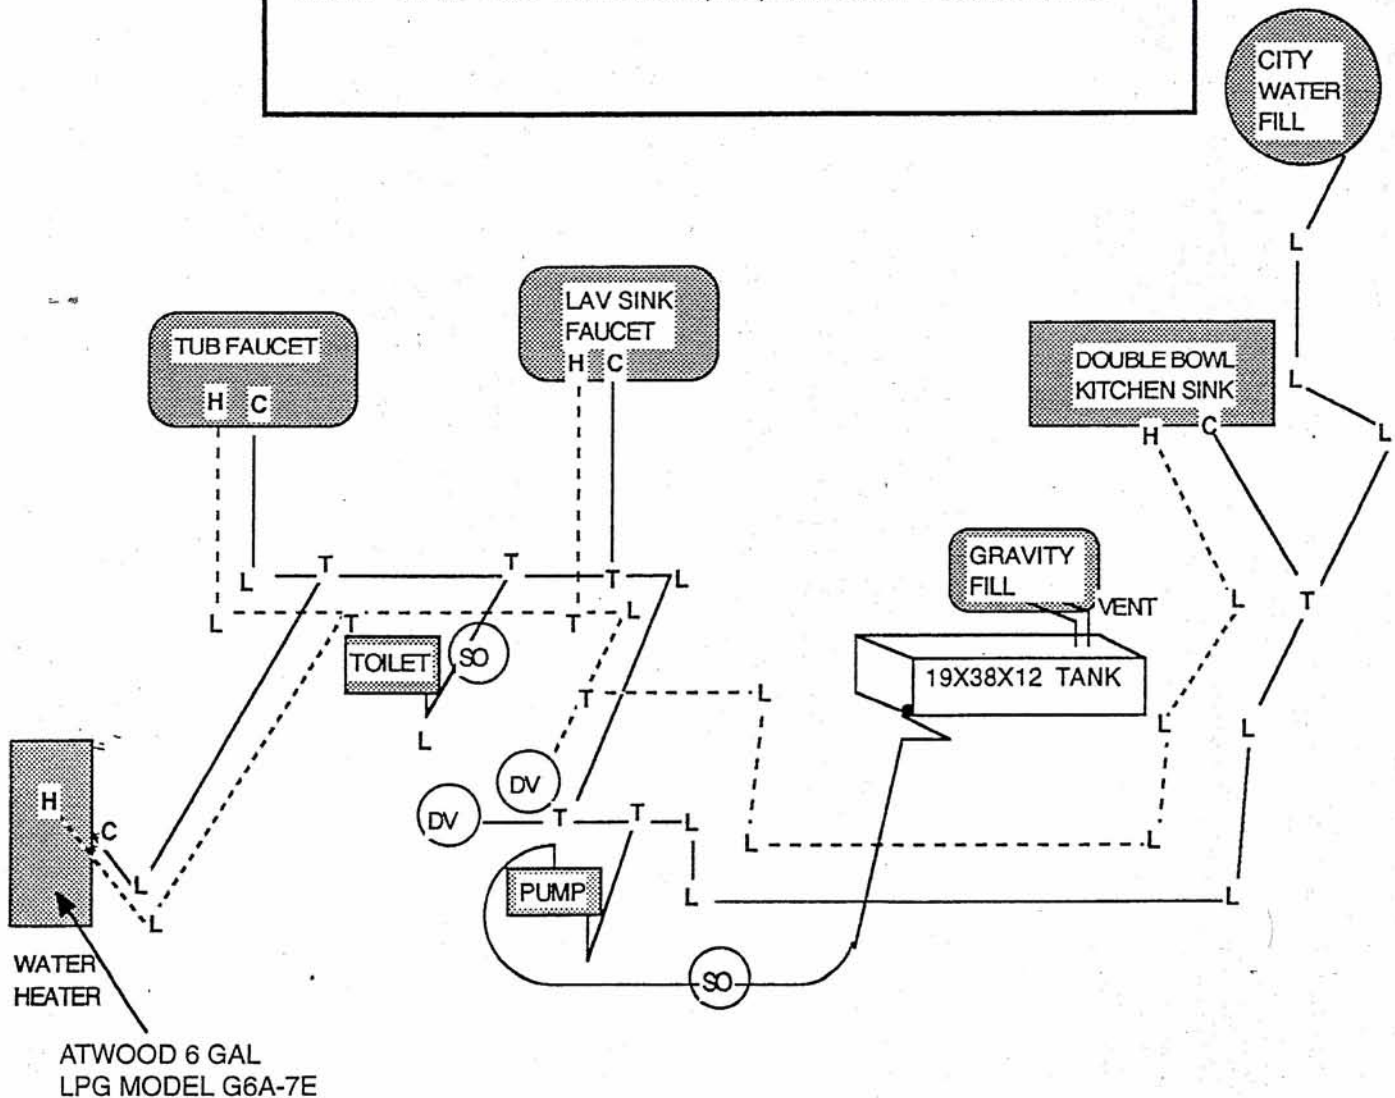 CITY
WATER
FILL
L
LAV SINK
FAUCET
H C
TUB FAUCET
H C
DOUBLE BOWL
KITCHEN SINK
H C
L
L
GRAVITY
FILL
VENT
T
T
T
L
L
L
T
T
L
L
T
TOILET
SO
19X38X12 TANK
T
L
L
L
L
H
C
DV
DV
T
T
L
L
L
L
L
PUMP
L
L
SO
WATER
HEATER
ATWOOD 6 GAL
LPG MODEL G6A-7E